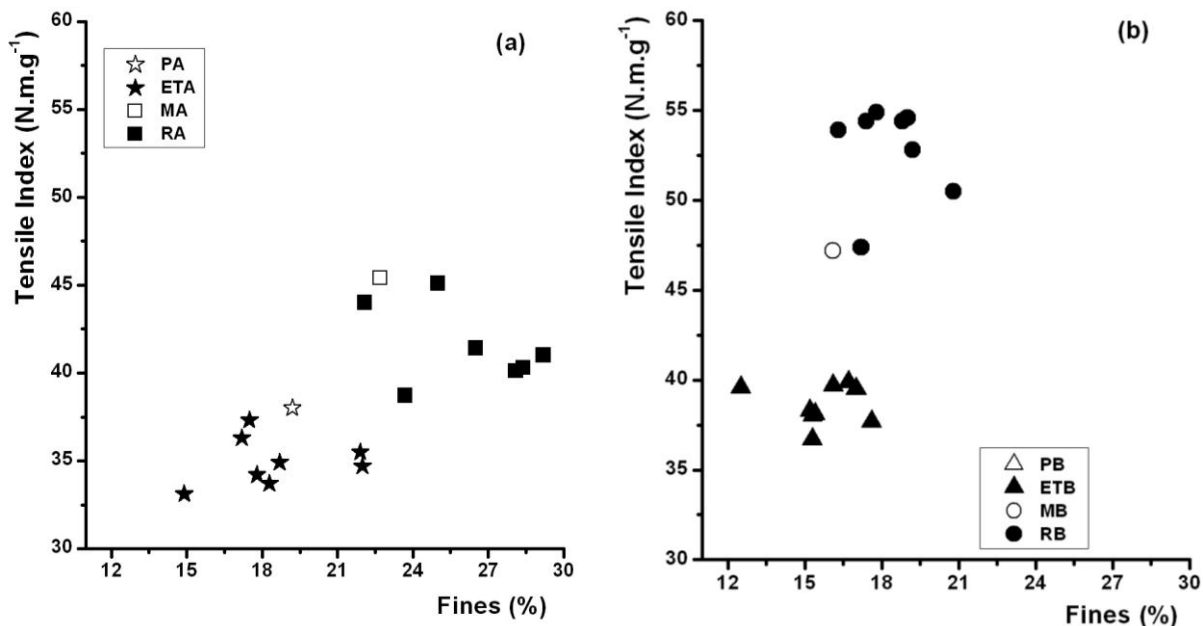 (a)
PA
ETA
MA
RA
Tensile Index (N.m.g⁻¹)
60
55
50
45
40
35
30
12 15 18 21 24 27 30
Fines (%)
(b)
Tensile Index (N.m.g⁻¹)
60
55
50
45
40
35
30
PB
ETB
MB
RB
12 15 18 21 24 27 30
Fines (%)